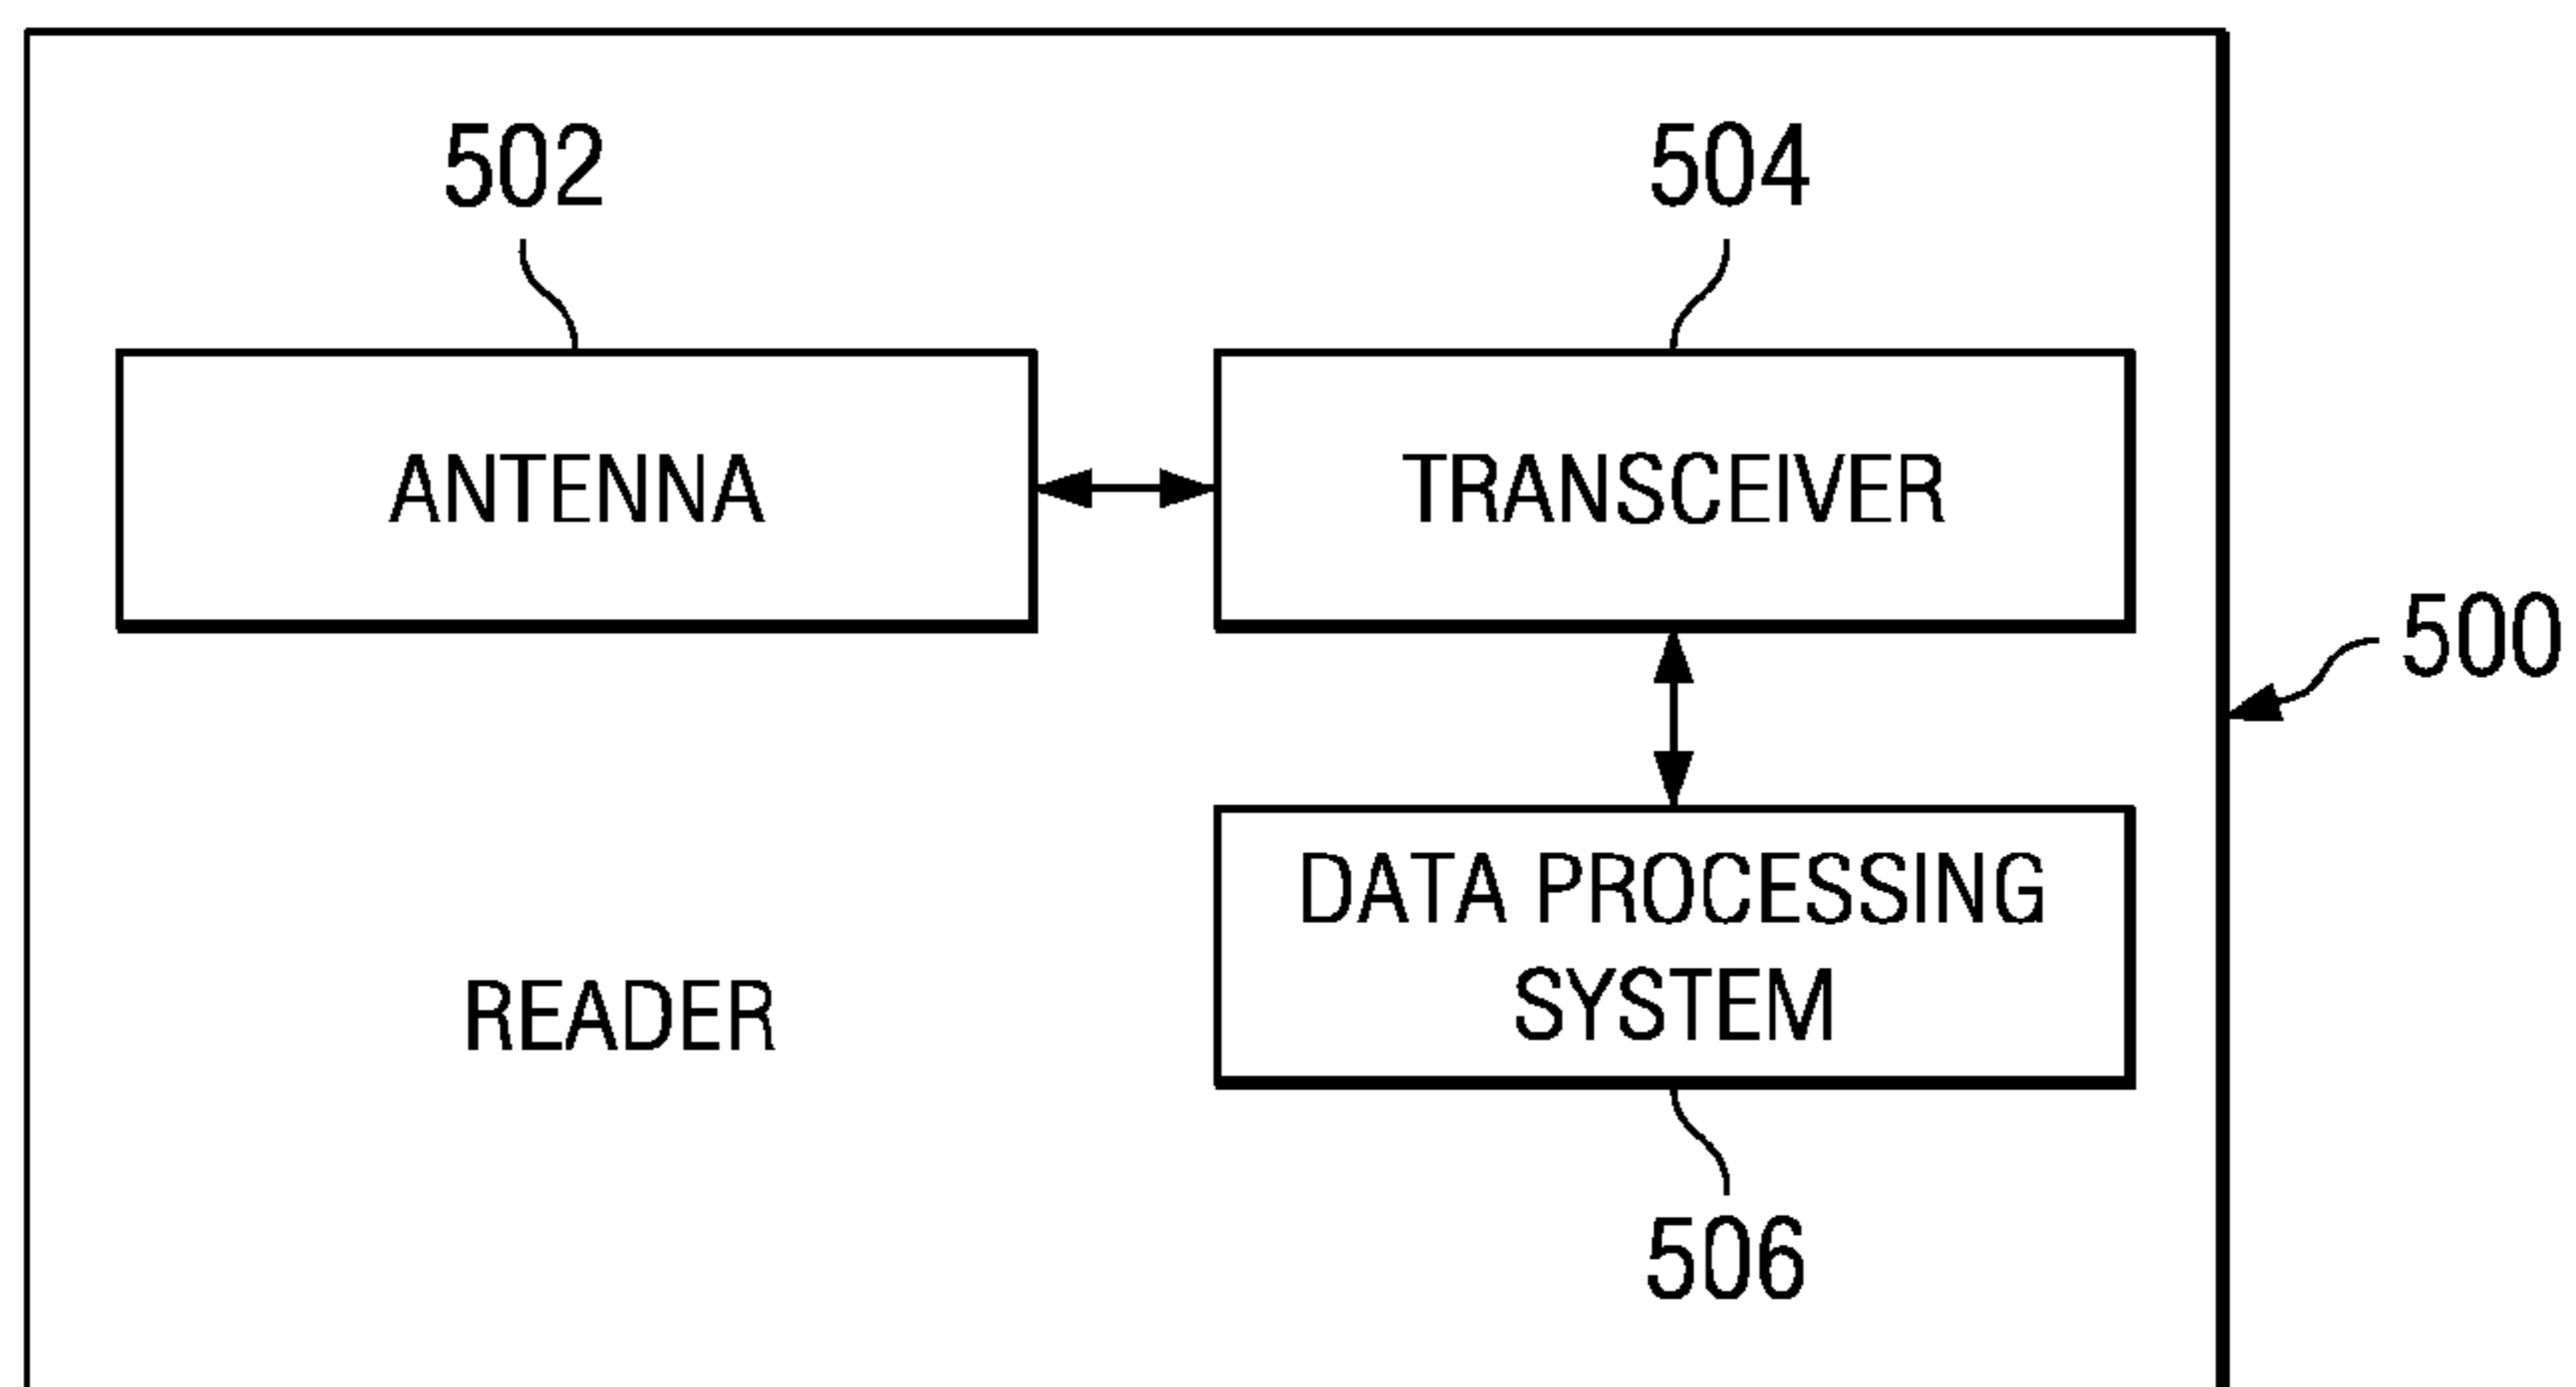 502
504
ANTENNA
TRANSCEIVER
500
DATA PROCESSING
SYSTEM
READER
506